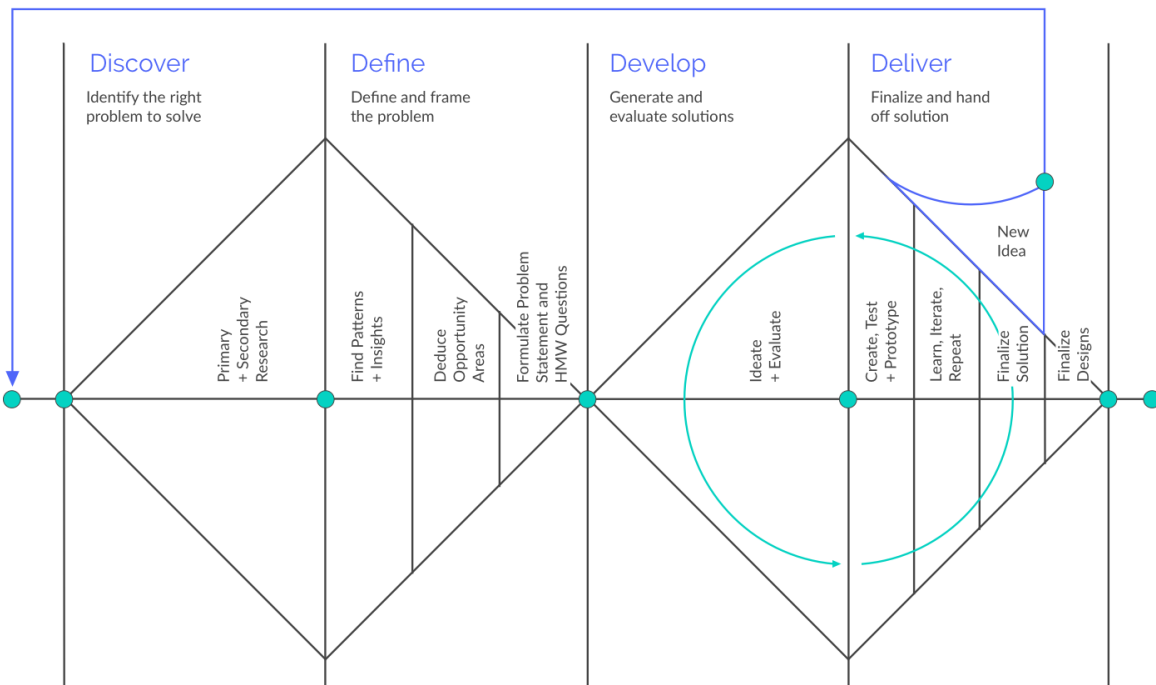 Discover
Identify the right
problem to solve
Define
Define and frame
the problem
Develop
Generate and
evaluate solutions
Deliver
Finalize and hand
off solution
Primary
+ Secondary
Research
Find Patterns
+ Insights
Deduce
Opportunity
Areas
Formulate Problem
Statement and
HMW Questions
Ideate
+ Evaluate
Create, Test
+ Prototype
Learn, Iterate,
Repeat
Finalize
Solution
Finalize
Designs
New
Idea